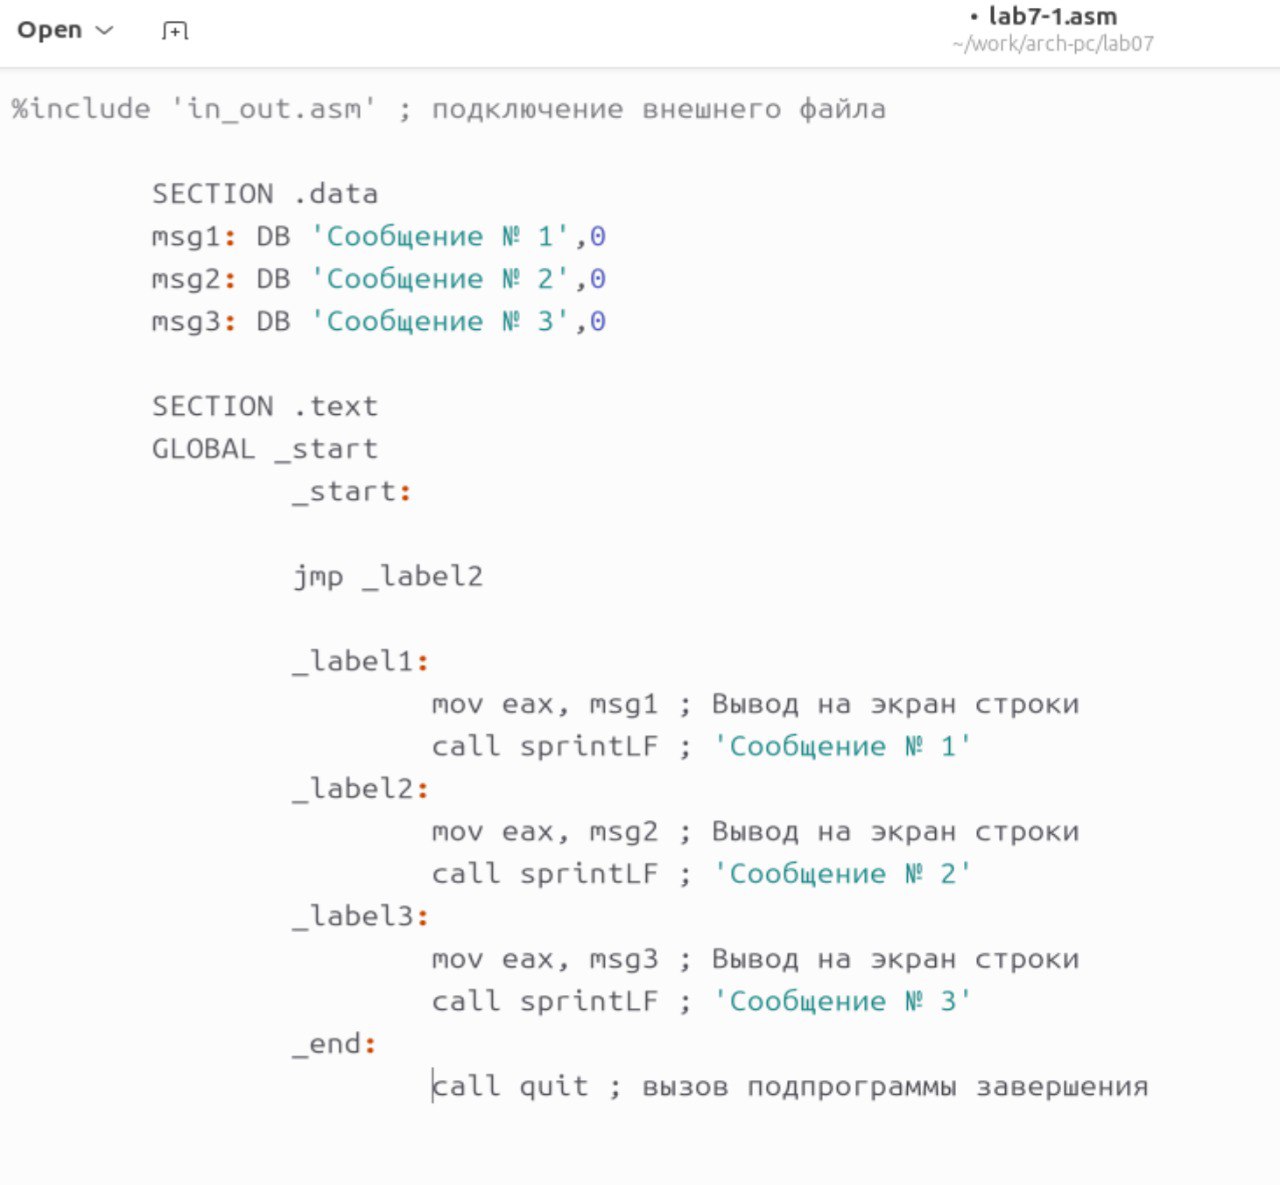 Open
• lab7-1.asm
~/work/arch-pc/lab07
%include 'in_out.asm' ; подключение внешнего файла
SECTION .data
msg1: DB 'Сообщение № 1',0
msg2: DB 'Сообщение № 2',0
msg3: DB 'Сообщение № 3',0
SECTION .text
GLOBAL _start
_start:
jmp _label2
_label1:
mov eax, msg1 ; Вывод на экран строки
call sprintLF ; 'Сообщение № 1'
_label2:
mov eax, msg2 ; Вывод на экран строки
call sprintLF ; 'Сообщение № 2'
_label3:
mov eax, msg3 ; Вывод на экран строки
call sprintLF ; 'Сообщение № 3'
_end:
call quit ; вызов подпрограммы завершения